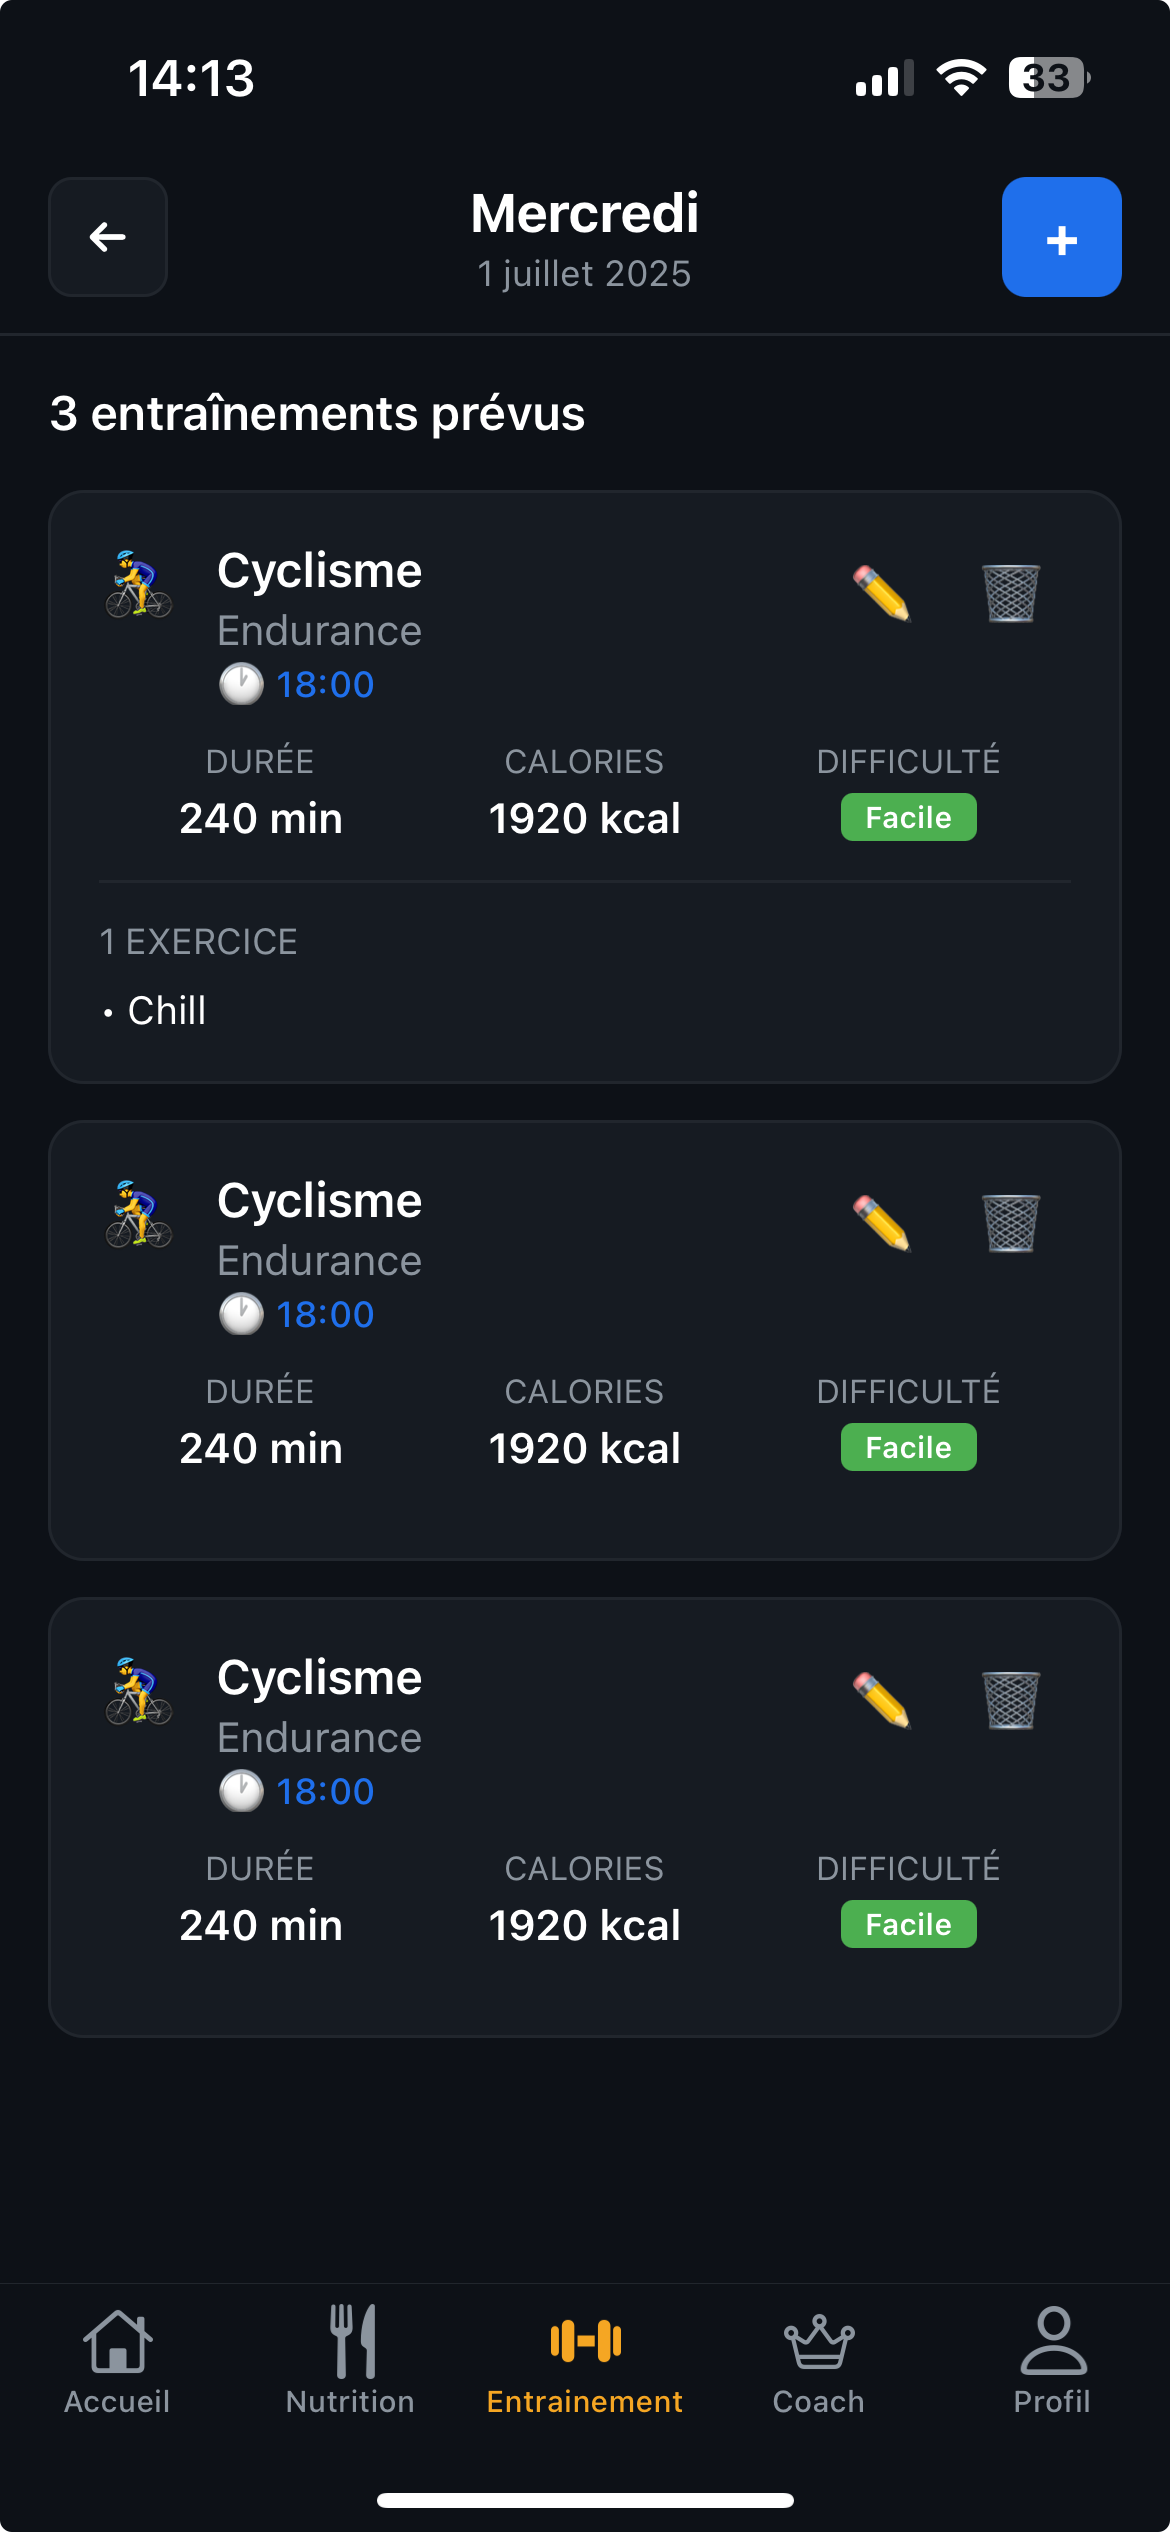 14:13
33
Mercredi
1 juillet 2025
+
3 entraînements prévus
Cyclisme
Endurance
18:00
DURÉE CALORIES DIFFICULTÉ
240 min 1920 kcal Facile
1 EXERCICE
• Chill
Cyclisme
Endurance
18:00
DURÉE CALORIES DIFFICULTÉ
240 min 1920 kcal Facile
Cyclisme
Endurance
18:00
DURÉE CALORIES DIFFICULTÉ
240 min 1920 kcal Facile
Accueil Nutrition Entrainement Coach Profil